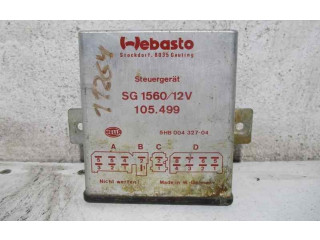 Webasto
Stockdorf, 8035 Gauting
Steuergerät
SG 1560/12V
105.499
11254
5HB 004 327-04
A B C D
Nicht werfen! Made in W. Germany